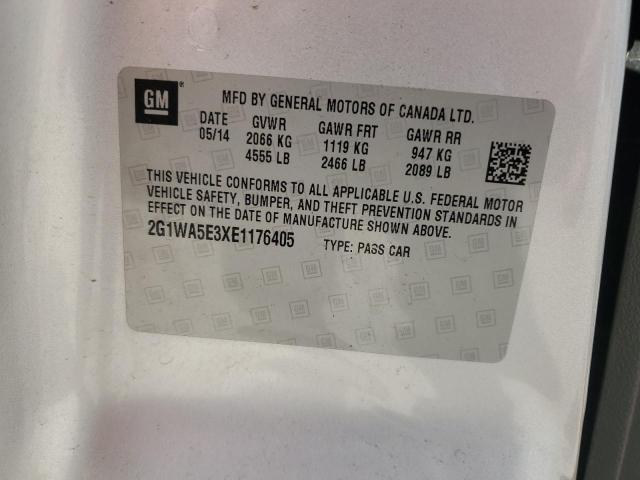 GM ®
MFD BY GENERAL MOTORS OF CANADA LTD.
DATE GVWR GAWR FRT GAWR RR
05/14 2066 KG 1119 KG 947 KG
4555 LB 2466 LB 2089 LB
THIS VEHICLE CONFORMS TO ALL APPLICABLE U.S. FEDERAL MOTOR
VEHICLE SAFETY, BUMPER, AND THEFT PREVENTION STANDARDS IN
EFFECT ON THE DATE OF MANUFACTURE SHOWN ABOVE.
2G1WA5E3XE1176405 TYPE: PASS CAR